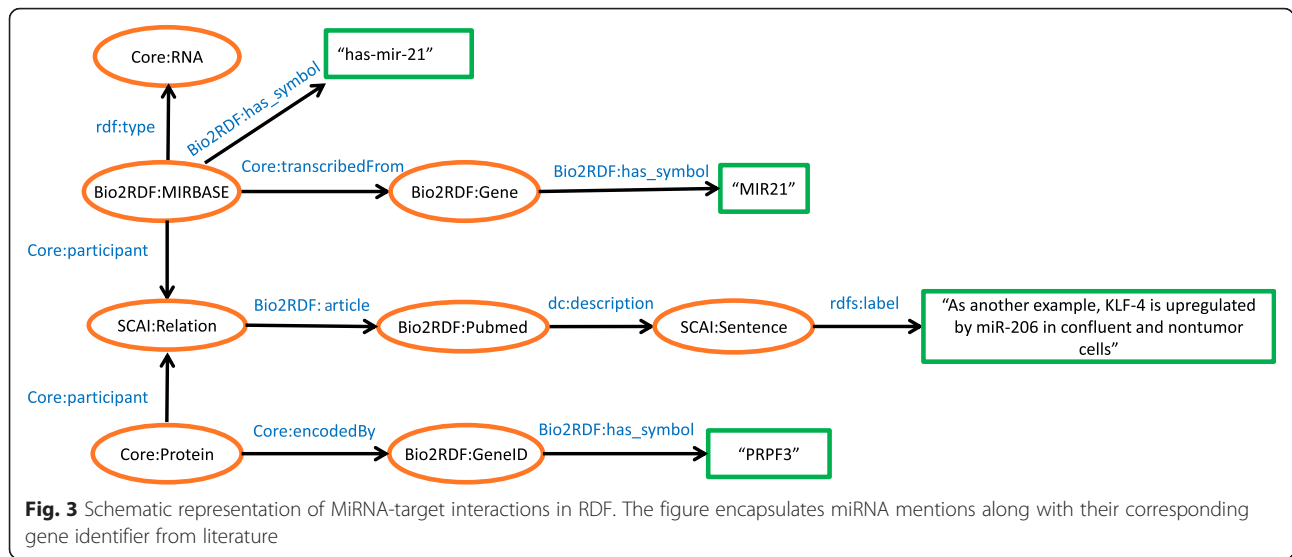 Core:RNA
"has-mir-21"
Bio2RDF:has_symbol
rdf:type
Core:transcribedFrom
Bio2RDF:has_symbol
Bio2RDF:MIRBASE
Bio2RDF:Gene
"MIR21"
Core:participant
Bio2RDF: article
dc:description
rdfs:label
SCAI:Relation
Bio2RDF:Pubmed
SCAI:Sentence
"As another example, KLF-4 is upregulated
by miR-206 in confluent and nontumor
cells"
Core:participant
Core:encodedBy
Bio2RDF:has_symbol
Core:Protein
Bio2RDF:GeneID
"PRPF3"
Fig. 3 Schematic representation of MiRNA-target interactions in RDF. The figure encapsulates miRNA mentions along with their corresponding
gene identifier from literature